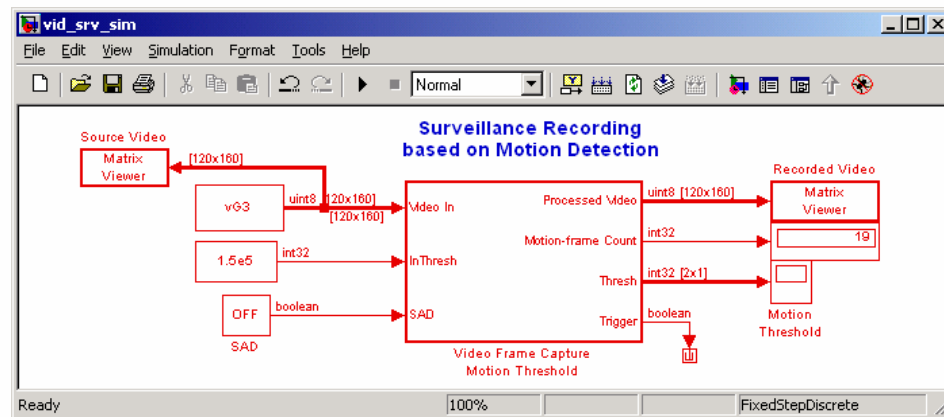 vid_srv_sim
File Edit View Simulation Format Tools Help
Normal
Surveillance Recording
based on Motion Detection
Source Video
Matrix
Viewer
[120x160]
vG3
uint8 [120x160]
[120x160]
1.5e5
int32
OFF
boolean
SAD
Video In
InThresh
SAD
Processed Video
Motion-frame Count
Thresh
Trigger
Video Frame Capture
Motion Threshold
uint8 [120x160]
int32
int32 [2x1]
boolean
Recorded Video
Matrix
Viewer
19
Motion
Threshold
Ready
100%
FixedStepDiscrete